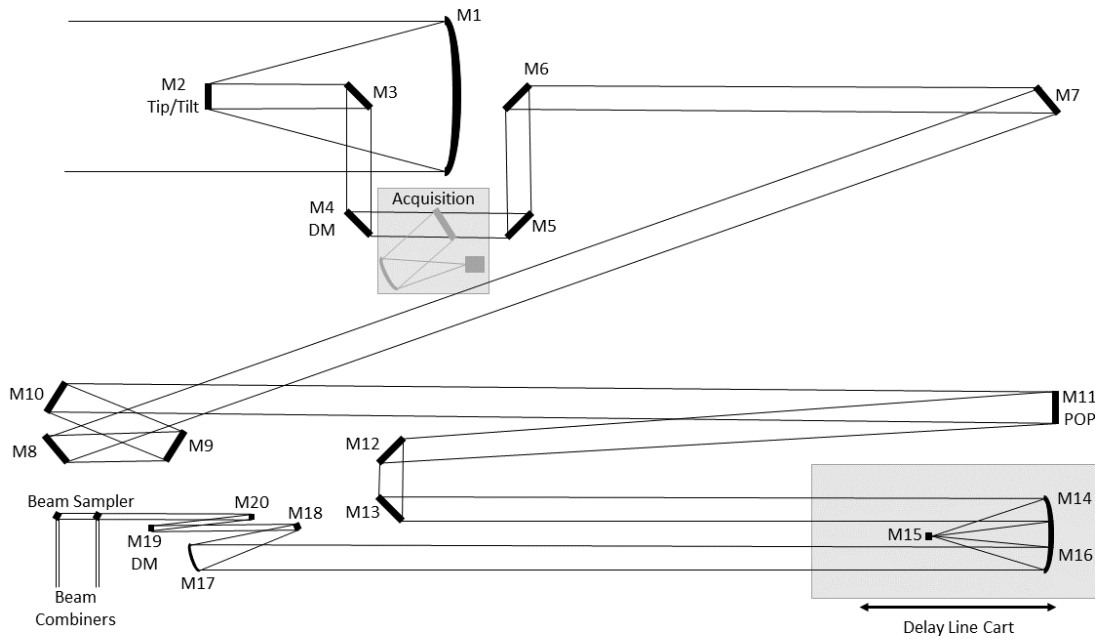 M1
M2
Tip/Tilt
M3
M6
M7
Acquisition
M4
DM
M5
M10
M8
M9
M11
POP
M12
M13
M14
M15
M16
Beam Sampler
M20
M18
M19
DM
M17
Beam
Combiners
Delay Line Cart